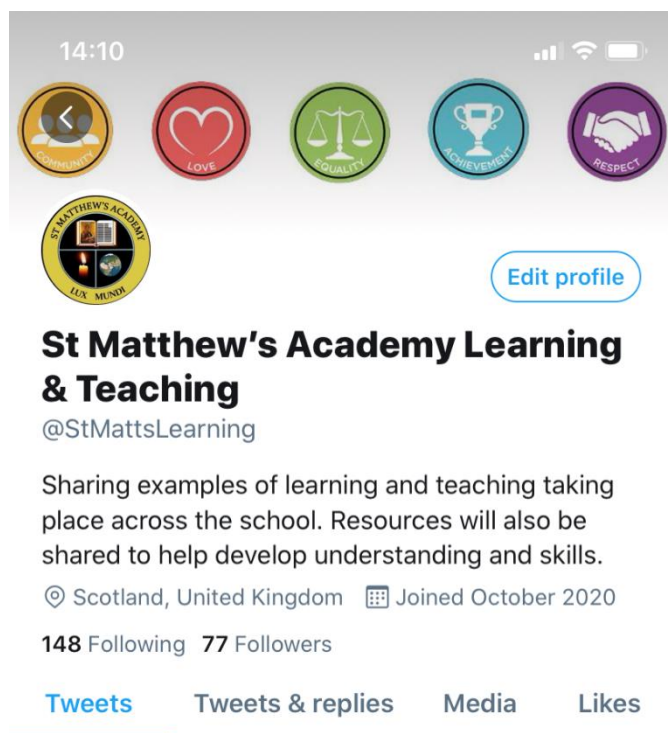 14:10
COMMUNITY
LOVE
EQUALITY
ACHIEVEMENT
RESPECT
ST MATTHEW'S ACADEMY
LUX MUNDI
Edit profile
St Matthew's Academy Learning
& Teaching
@StMattsLearning
Sharing examples of learning and teaching taking
place across the school. Resources will also be
shared to help develop understanding and skills.
Scotland, United Kingdom Joined October 2020
148 Following 77 Followers
Tweets Tweets & replies Media Likes